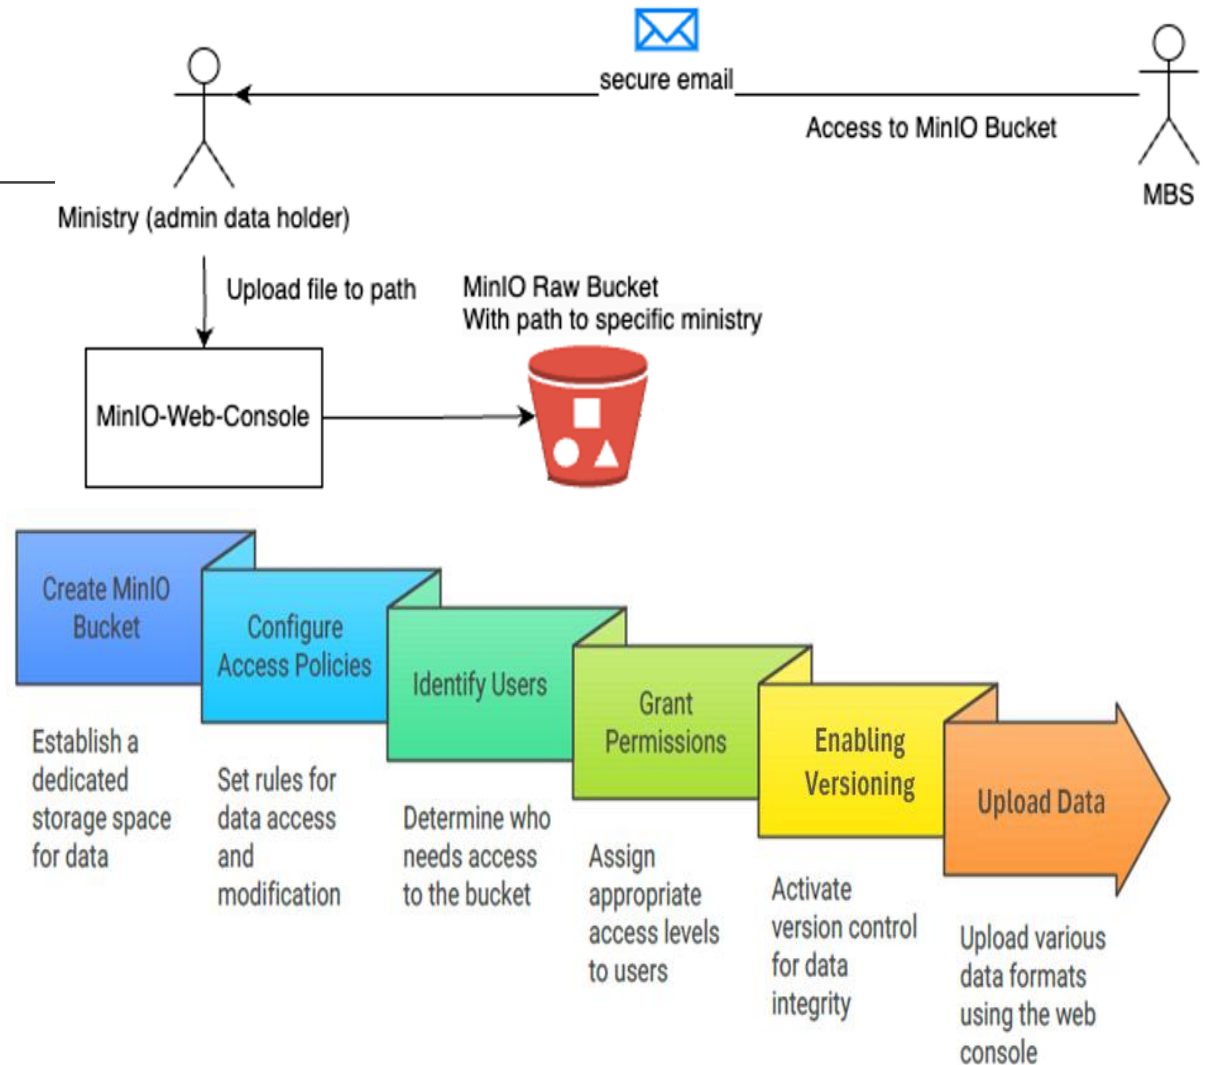 secure email
Access to MinIO Bucket
MBS
Ministry (admin data holder)
Upload file to path
MinIO Raw Bucket
With path to specific ministry
MinIO-Web-Console
Create MinIO
Bucket
Establish a
dedicated
storage space
for data
Configure
Access Policies
Set rules for
data access
and
modification
Identify Users
Determine who
needs access
to the bucket
Grant
Permissions
Assign
appropriate
access levels
to users
Enabling
Versioning
Activate
version control
for data
integrity
Upload Data
Upload various
data formats
using the web
console